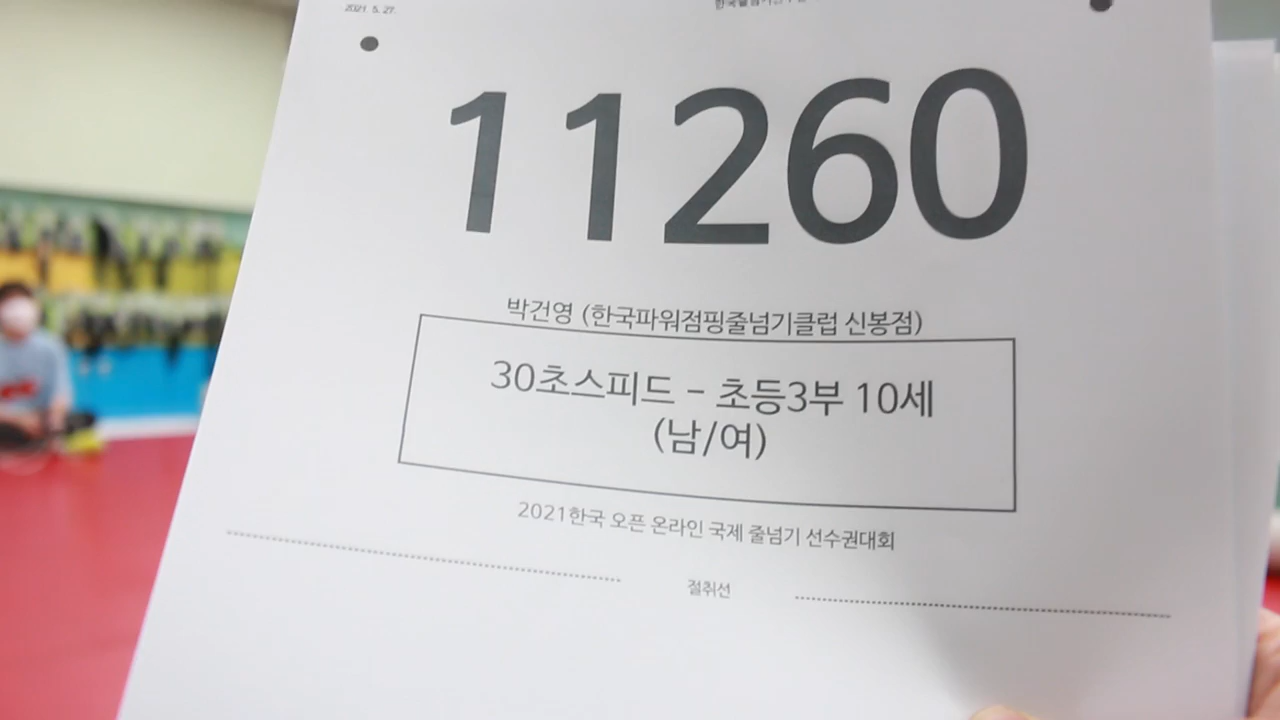 2021. 5. 27.
11260
박건영 (한국파워점핑줄넘기클럽 신봉점)
30초스피드 - 초등3부 10세
(남/여)
2021한국 오픈 온라인 국제 줄넘기 선수권대회
절취선